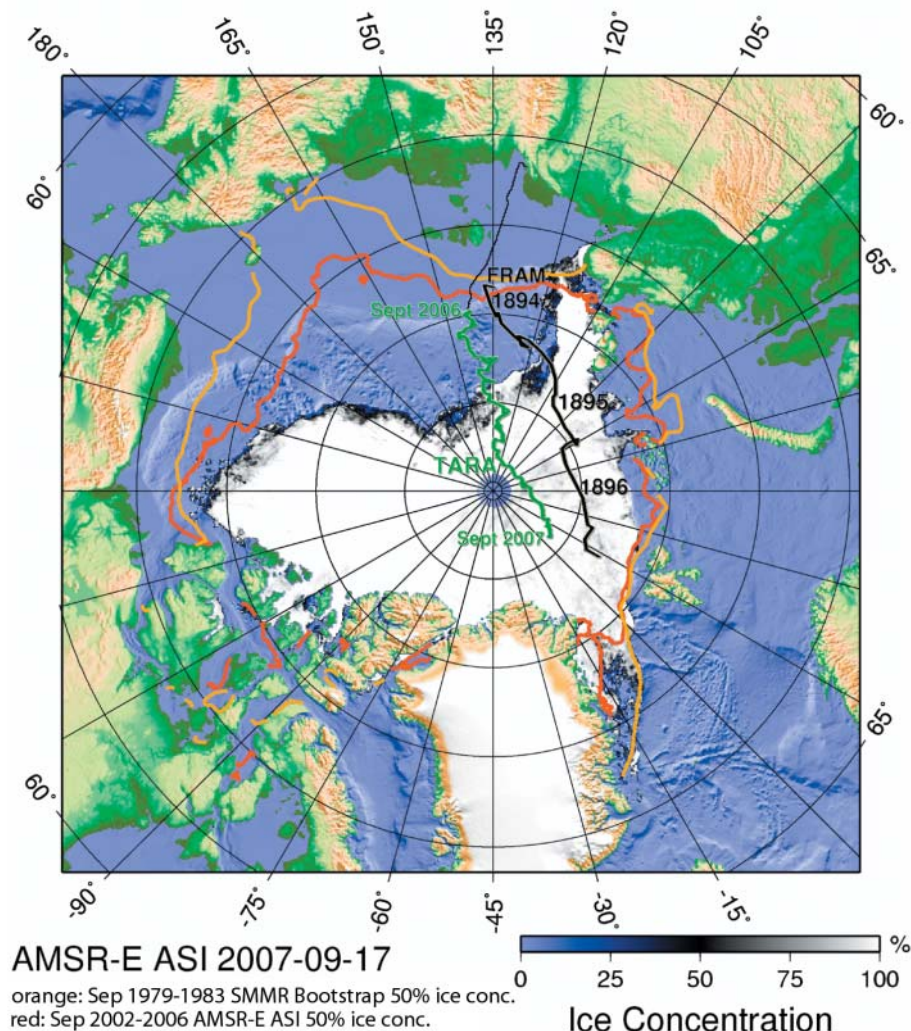 180° 165° 150° 135° 120° 105°
60°
60°
65°
FRAM
1894
Sept 2006
1895
TARA
1896
Sept 2007
60°
65°
-90° -75° -60° -45° -30° -15°
AMSR-E ASI 2007-09-17
orange: Sep 1979-1983 SMMR Bootstrap 50% ice conc.
red: Sep 2002-2006 AMSR-E ASI 50% ice conc.
%
0 25 50 75 100
Ice Concentration